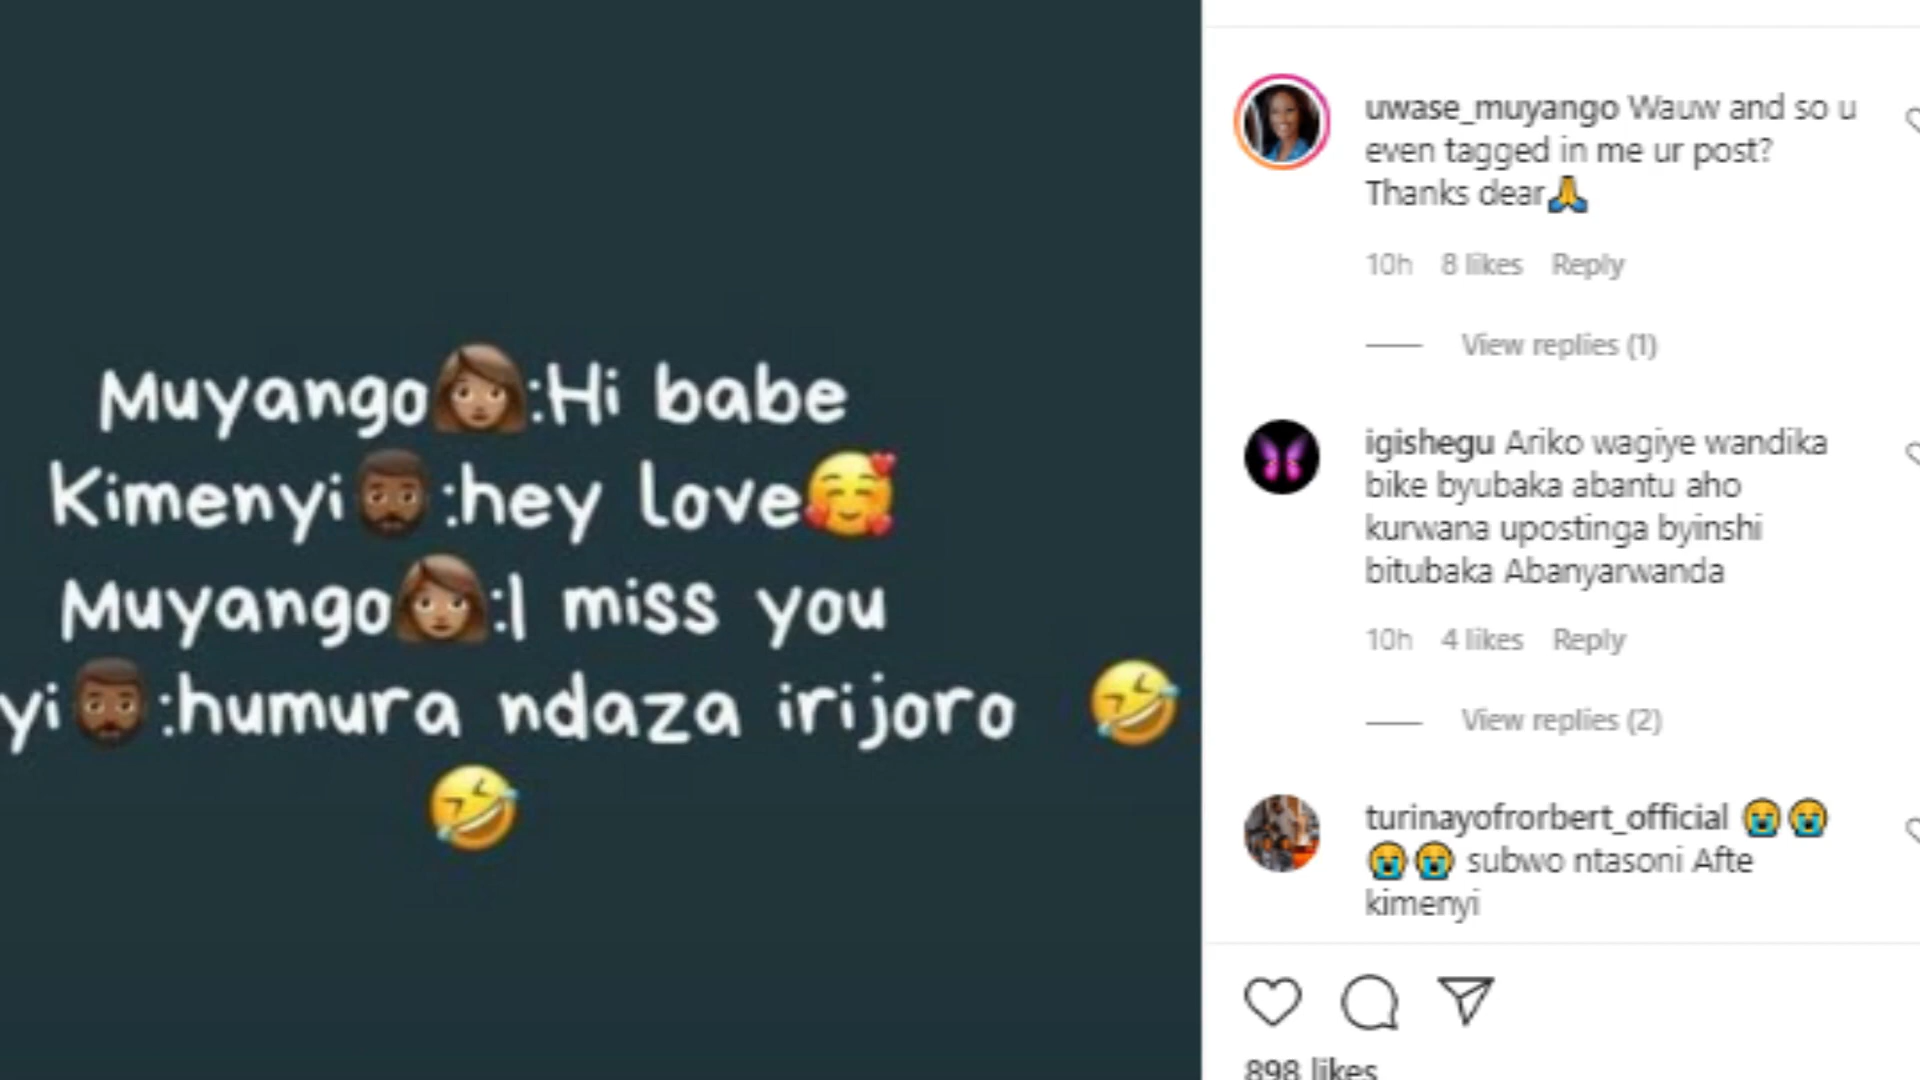 Muyango👩🏽:Hi babe
Kimenyi🧔🏾:hey love🥰
Muyango👩🏽:I miss you
yi🧔🏾:humura ndaza irijoro 🤣
🤣
uwase_muyango Wauw and so u
even tagged in me ur post?
Thanks dear🙏
10h 8 likes Reply
View replies (1)
igishegu Ariko wagiye wandika
bike byubaka abantu aho
kurwana upostinga byinshi
bitubaka Abanyarwanda
10h 4 likes Reply
View replies (2)
turinayofrorbert_official 😭😭
😭😭 subwo ntasoni Afte
kimenyi
898 likes